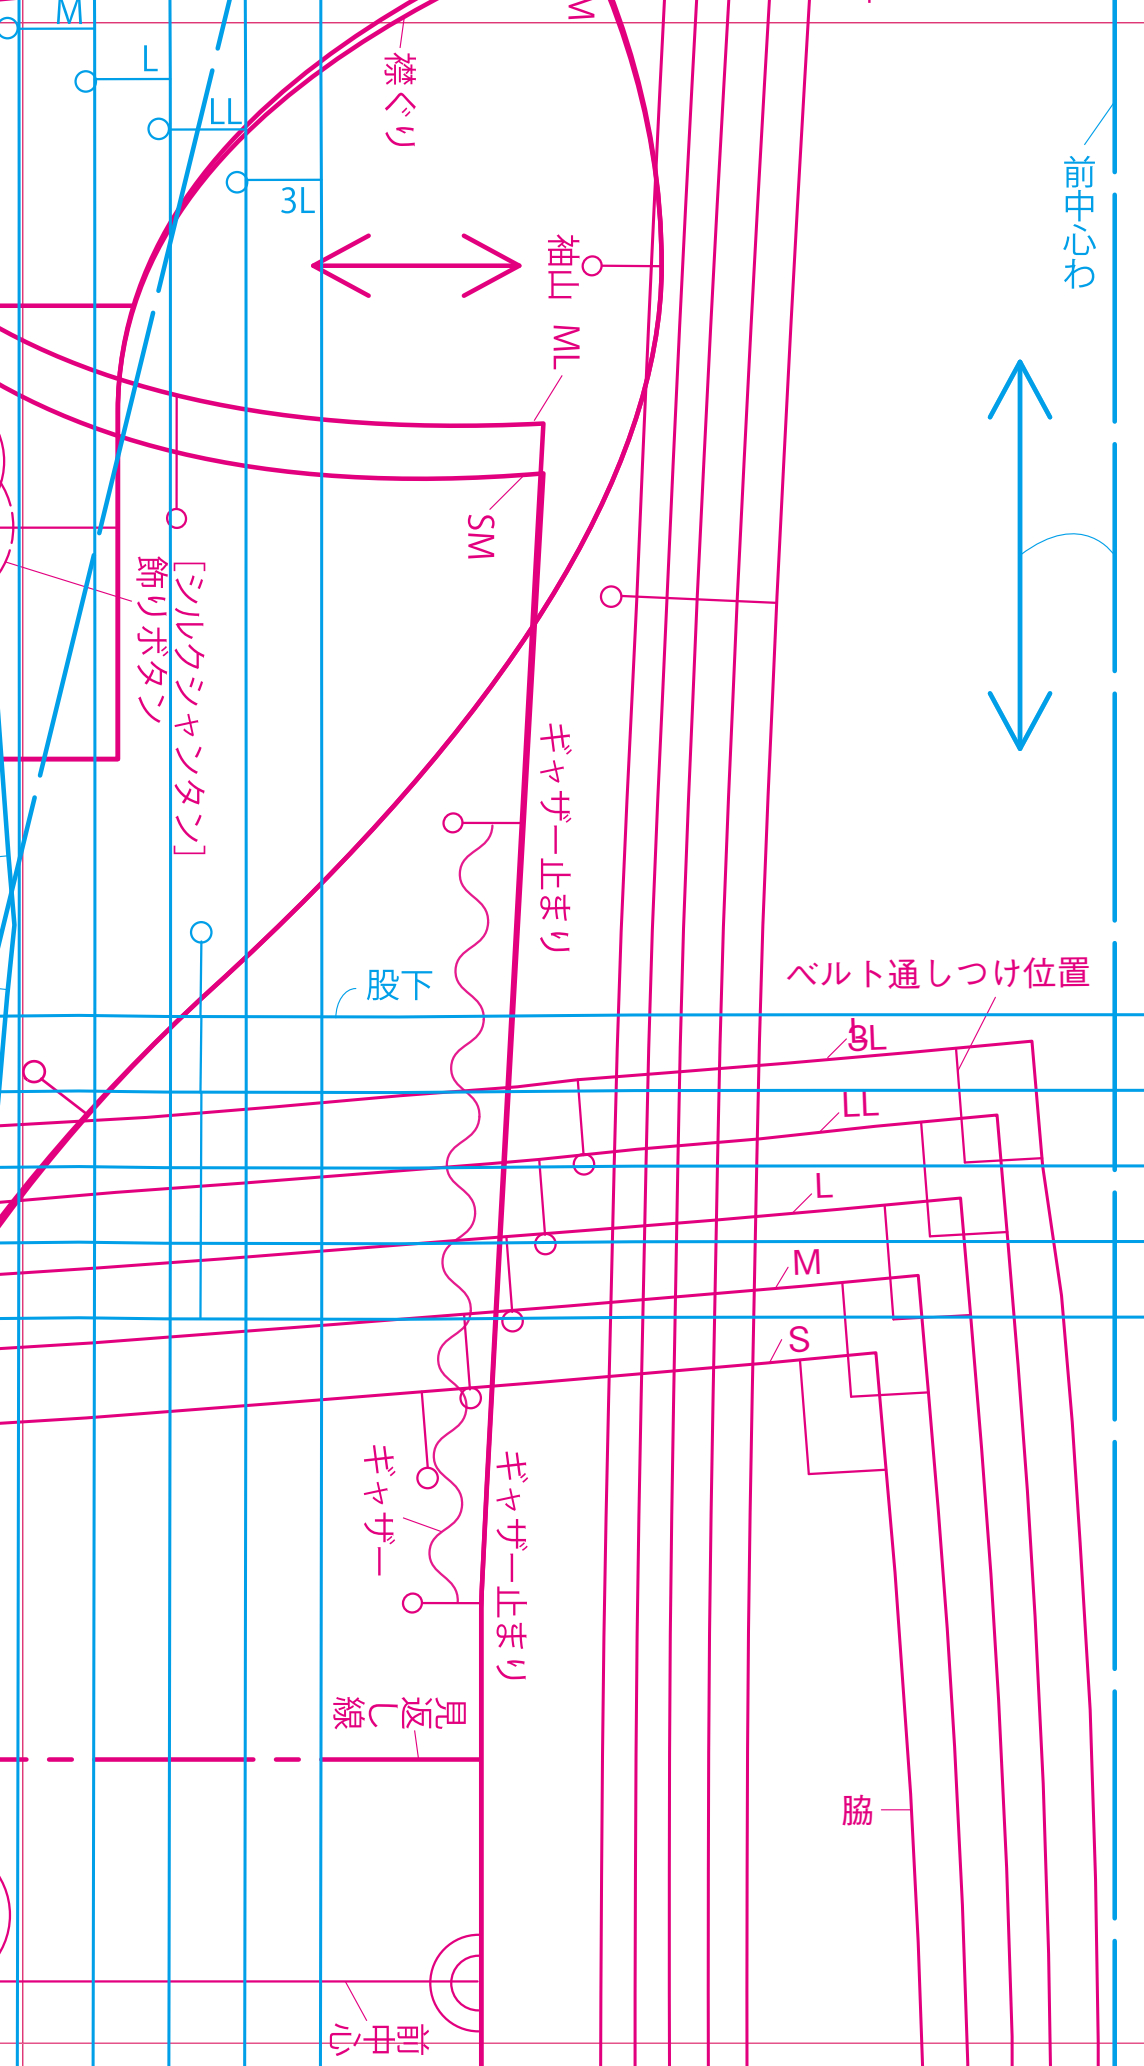 M
L
LL
3L
襟ぐり
前中心わ
袖山
ML
SM
[シルクシャンタン]
飾りボタン
ギャザー止まり
股下
ベルト通しつけ位置
3L
LL
L
M
S
ギャザー
ギャザー止まり
見返し線
脇
前中心